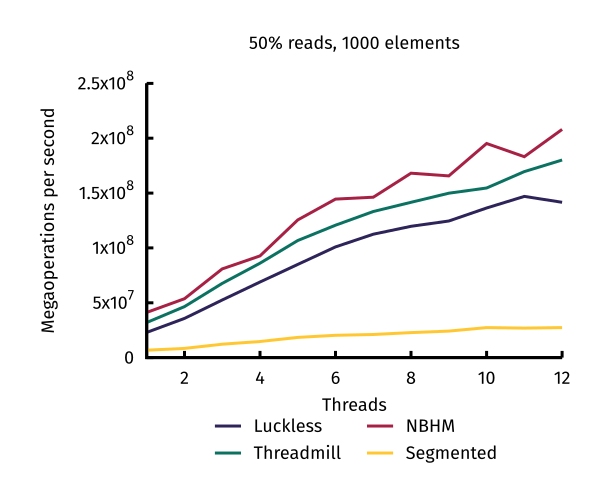 50% reads, 1000 elements
Megaoperations per second
2.5x10⁸
2x10⁸
1.5x10⁸
1x10⁸
5x10⁷
0
2 4 6 8 10 12
Threads
Luckless NBHM
Threadmill Segmented